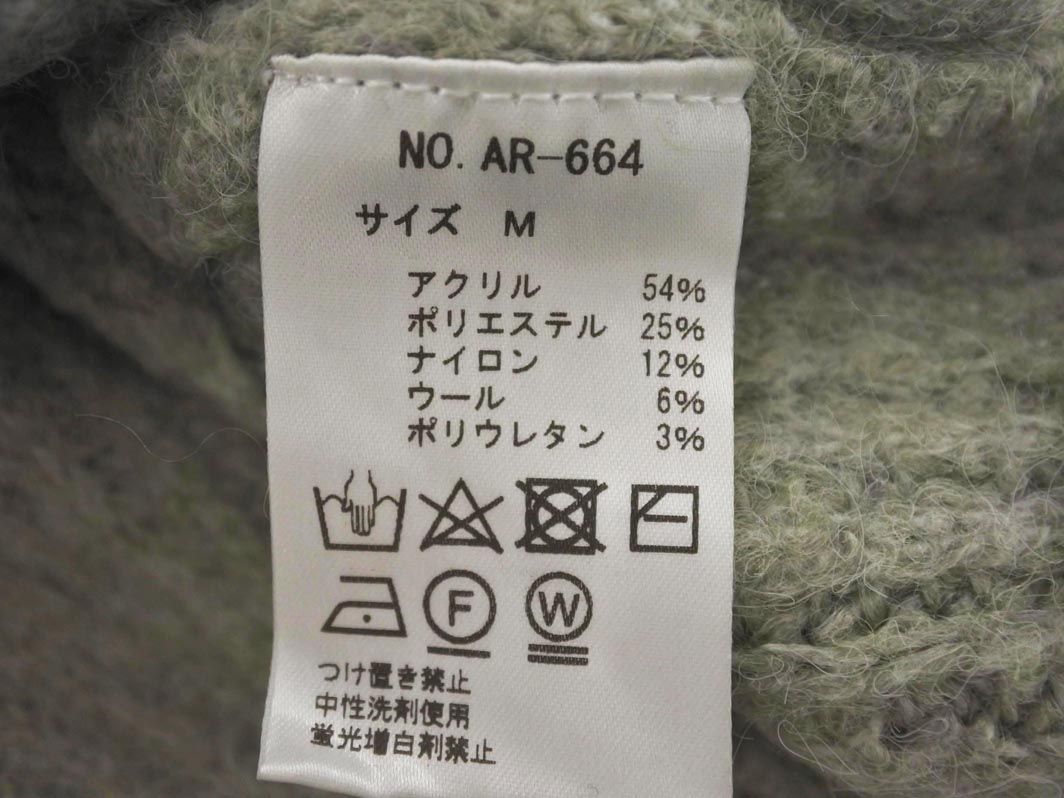 NO. AR-664
サイズ M
アクリル 54%
ポリエステル 25%
ナイロン 12%
ウール 6%
ポリウレタン 3%
F W
つけ置き禁止
中性洗剤使用
蛍光増白剤禁止